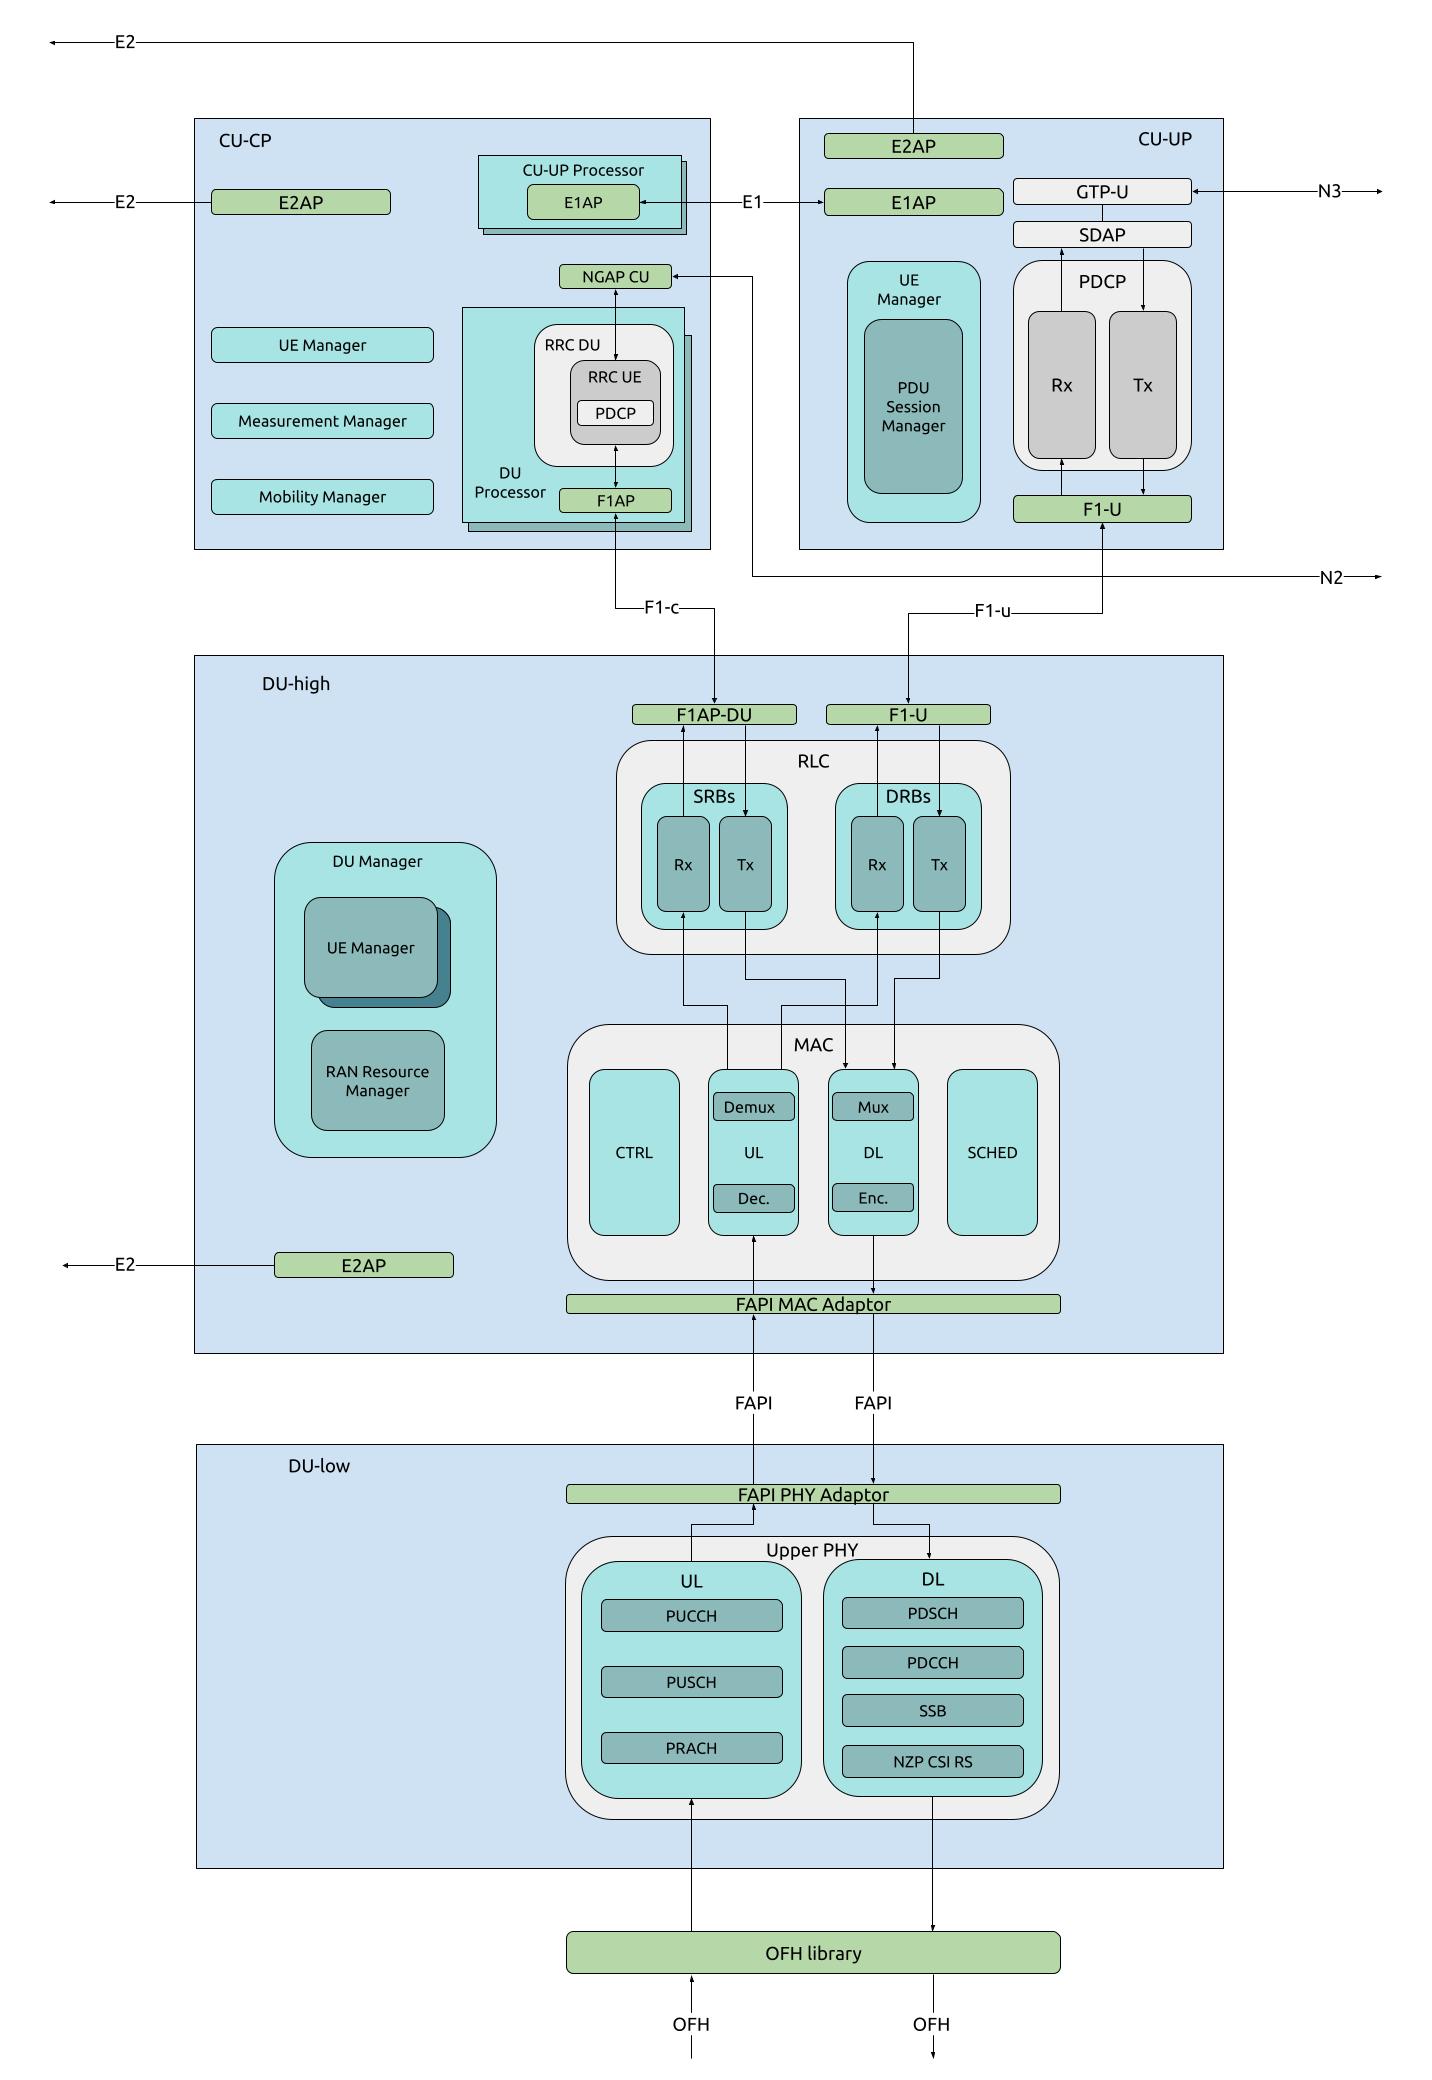 E2
CU-CP
CU-UP
E2AP
CU-UP Processor
E2
E2AP
E1AP
E1
E1AP
GTP-U
N3
SDAP
NGAP CU
UE
Manager
PDCP
UE Manager
RRC DU
RRC UE
PDCP
PDU
Session
Manager
Rx
Tx
Measurement Manager
DU
Processor
Mobility Manager
F1AP
F1-U
N2
F1-c
F1-u
DU-high
F1AP-DU
F1-U
RLC
SRBs
DRBs
Rx
Tx
Rx
Tx
DU Manager
UE Manager
RAN Resource
Manager
MAC
CTRL
Demux
UL
Dec.
Mux
DL
Enc.
SCHED
E2
E2AP
FAPI MAC Adaptor
FAPI
FAPI
DU-low
FAPI PHY Adaptor
Upper PHY
UL
DL
PUCCH
PDSCH
PDCCH
PUSCH
SSB
PRACH
NZP CSI RS
OFH library
OFH
OFH